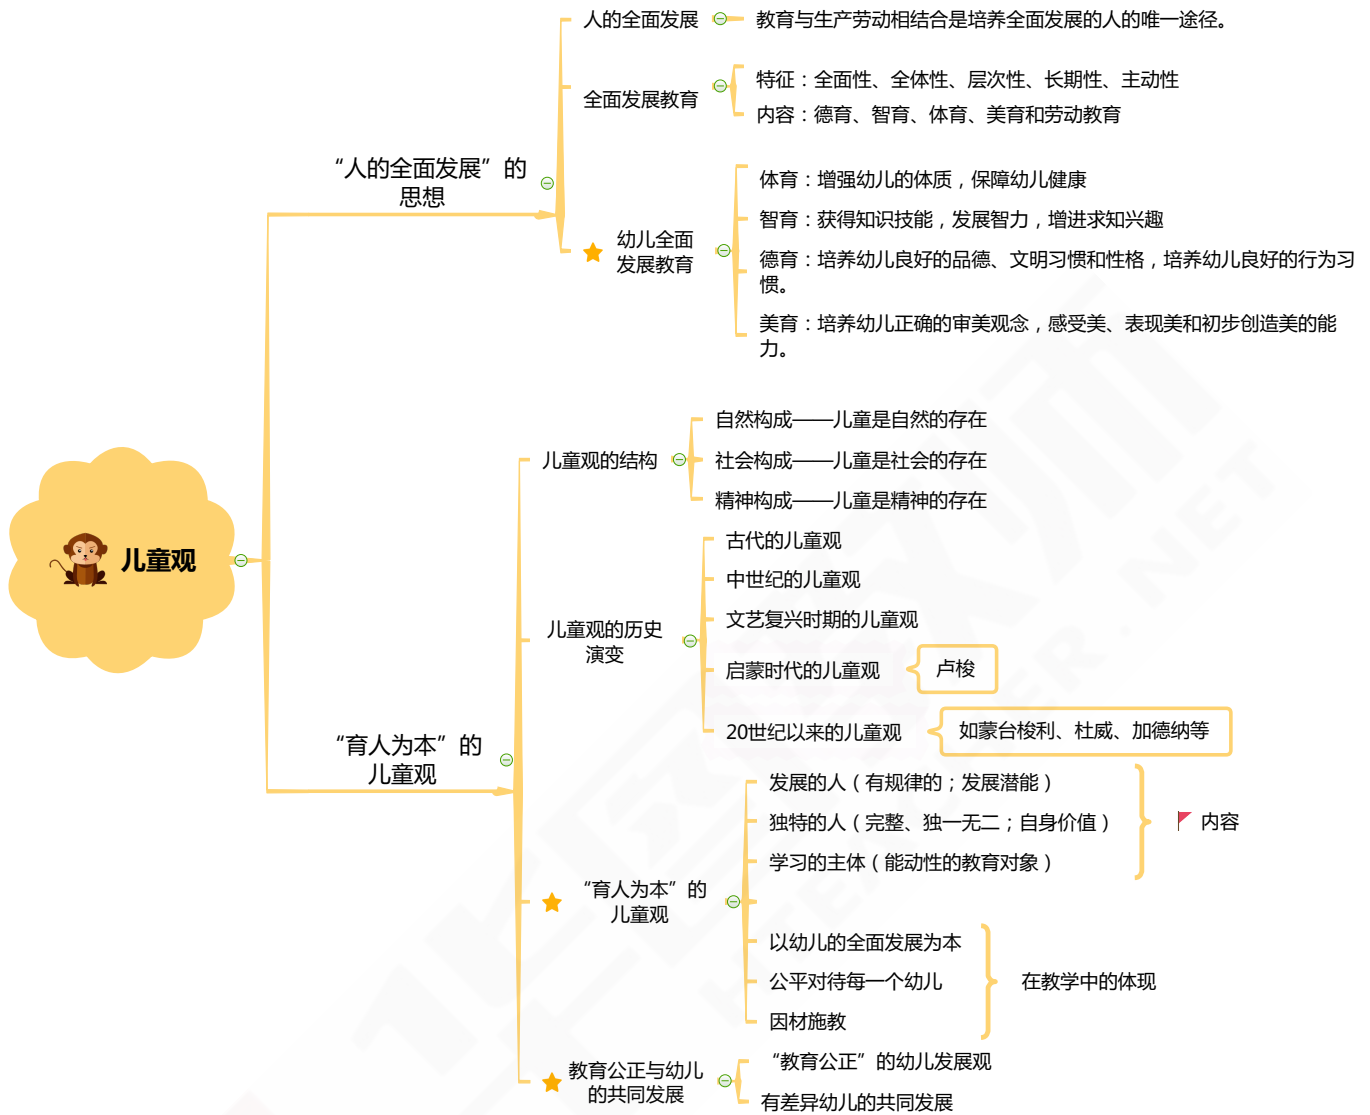 儿童观
“人的全面发展”的
思想
人的全面发展
教育与生产劳动相结合是培养全面发展的人的唯一途径。
全面发展教育
特征：全面性、全体性、层次性、长期性、主动性
内容：德育、智育、体育、美育和劳动教育
幼儿全面
发展教育
体育：增强幼儿的体质，保障幼儿健康
智育：获得知识技能，发展智力，增进求知兴趣
德育：培养幼儿良好的品德、文明习惯和性格，培养幼儿良好的行为习
惯。
美育：培养幼儿正确的审美观念，感受美、表现美和初步创造美的能
力。
“育人为本”的
儿童观
儿童观的结构
自然构成——儿童是自然的存在
社会构成——儿童是社会的存在
精神构成——儿童是精神的存在
儿童观的历史
演变
古代的儿童观
中世纪的儿童观
文艺复兴时期的儿童观
启蒙时代的儿童观
卢梭
20世纪以来的儿童观
如蒙台梭利、杜威、加德纳等
“育人为本”的
儿童观
发展的人（有规律的；发展潜能）
独特的人（完整、独一无二；自身价值）
学习的主体（能动性的教育对象）
内容
以幼儿的全面发展为本
公平对待每一个幼儿
因材施教
在教学中的体现
教育公正与幼儿
的共同发展
“教育公正”的幼儿发展观
有差异幼儿的共同发展